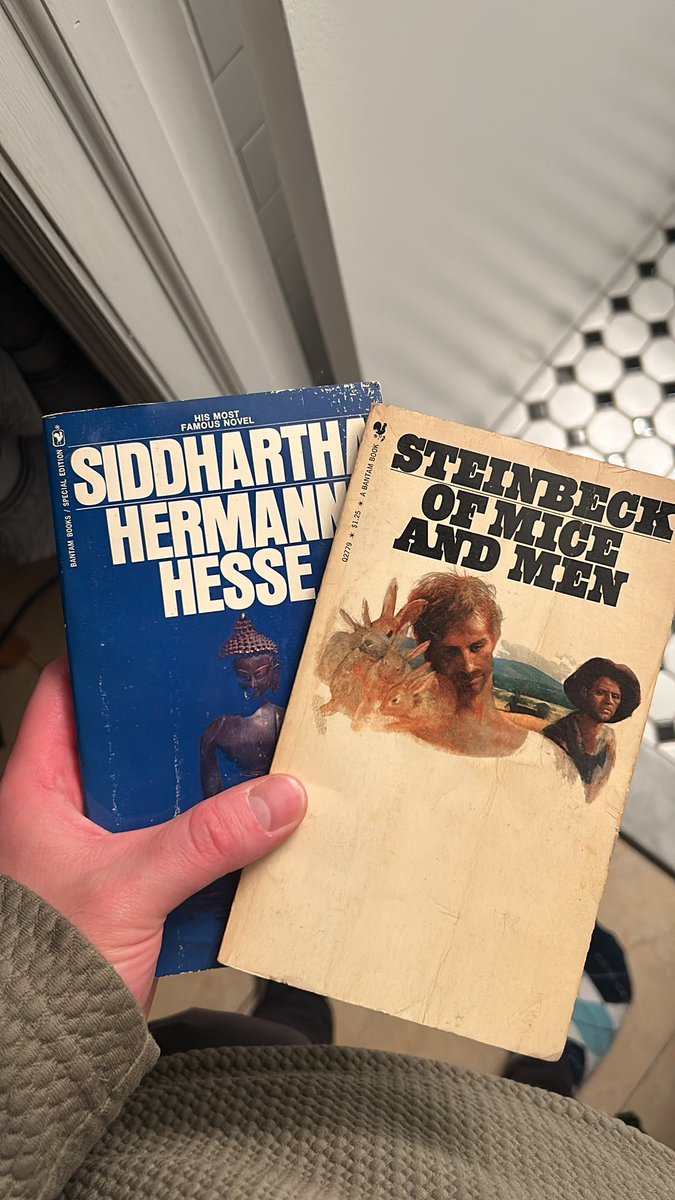 HIS MOST
FAMOUS NOVEL
SIDDHARTHA
HERMANN
HESSE
BANTAM BOOKS / SPECIAL EDITION
STEINBECK
OF MICE
AND MEN
Q2779 * $1.25 * A BANTAM BOOK